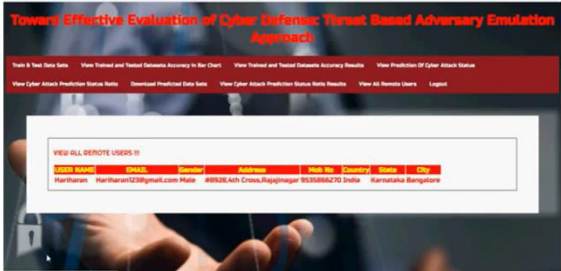 Toward Effective Evaluation of Cyber Defense: Threat Based Adversary Emulation
Approach
Train & Test Data Sets View Trained and Tested Datasets Accuracy in Bar Chart View Trained and Tested Datasets Accuracy Results View Prediction Of Cyber Attack Status
View Cyber Attack Prediction Status Ratio Download Predicted Data Sets View Cyber Attack Prediction Status Ratio Results View All Remote Users Logout
VIEW ALL REMOTE USERS !!!
USER NAME EMAIL Gender Address Mob No Country State City
Hariharan Hariharan123@gmail.com Male #8928,4th Cross,Rajajinagar 9535866270 India Karnataka Bangalore